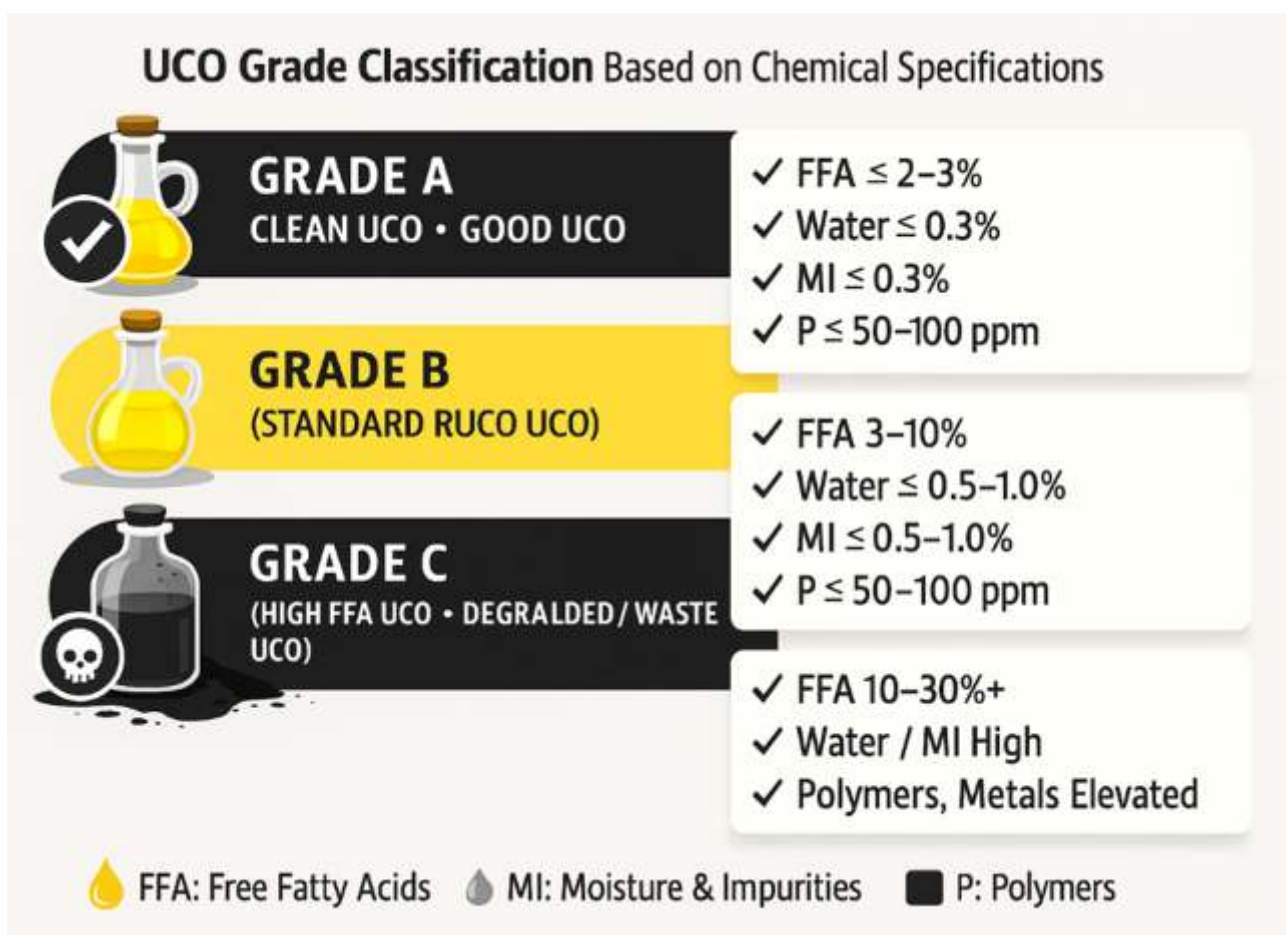 UCO Grade Classification Based on Chemical Specifications
GRADE A
CLEAN UCO • GOOD UCO
✓ FFA ≤ 2–3%
✓ Water ≤ 0.3%
✓ MI ≤ 0.3%
✓ P ≤ 50–100 ppm
GRADE B
(STANDARD RUCO UCO)
✓ FFA 3–10%
✓ Water ≤ 0.5–1.0%
✓ MI ≤ 0.5–1.0%
✓ P ≤ 50–100 ppm
GRADE C
(HIGH FFA UCO • DEGRALDED / WASTE
UCO)
✓ FFA 10–30%+
✓ Water / MI High
✓ Polymers, Metals Elevated
FFA: Free Fatty Acids MI: Moisture & Impurities P: Polymers